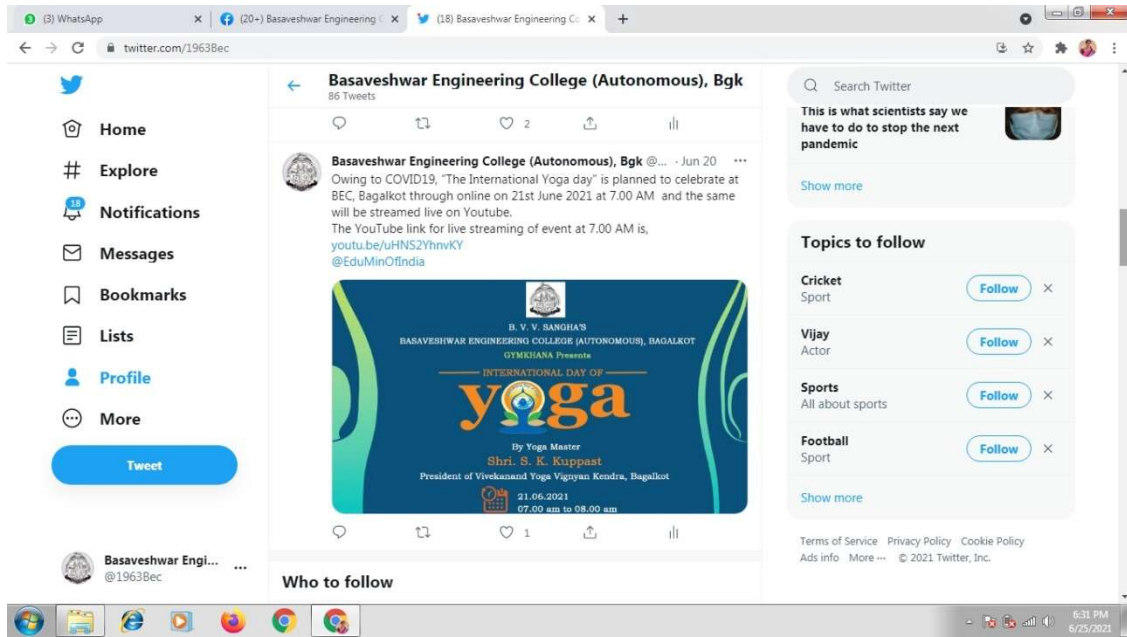 (3) WhatsApp
(20+) Basaveshwar Engineering C
(18) Basaveshwar Engineering Co
twitter.com/1963Bec
Home
Explore
18
Notifications
Messages
Bookmarks
Lists
Profile
More
Tweet
Basaveshwar Engi...
@1963Bec
Basaveshwar Engineering College (Autonomous), Bgk
86 Tweets
2
Basaveshwar Engineering College (Autonomous), Bgk @... · Jun 20
Owing to COVID19, "The International Yoga day" is planned to celebrate at
BEC, Bagalkot through online on 21st June 2021 at 7.00 AM and the same
will be streamed live on Youtube.
The YouTube link for live streaming of event at 7.00 AM is,
youtu.be/uHNS2YhnvKY
@EduMinOfIndia
B. V. V. SANGHA'S
BASAVESHWAR ENGINEERING COLLEGE (AUTONOMOUS), BAGALKOT
GYMKHANA Presents
INTERNATIONAL DAY OF
yoga
By Yoga Master
Shri. S. K. Kuppast
President of Vivekanand Yoga Vignyan Kendra, Bagalkot
21.06.2021
07.00 am to 08.00 am
1
Who to follow
Search Twitter
This is what scientists say we
have to do to stop the next
pandemic
Show more
Topics to follow
Cricket
Sport
Follow
Vijay
Actor
Follow
Sports
All about sports
Follow
Football
Sport
Follow
Show more
Terms of Service Privacy Policy Cookie Policy
Ads info More ··· © 2021 Twitter, Inc.
6:31 PM
6/25/2021